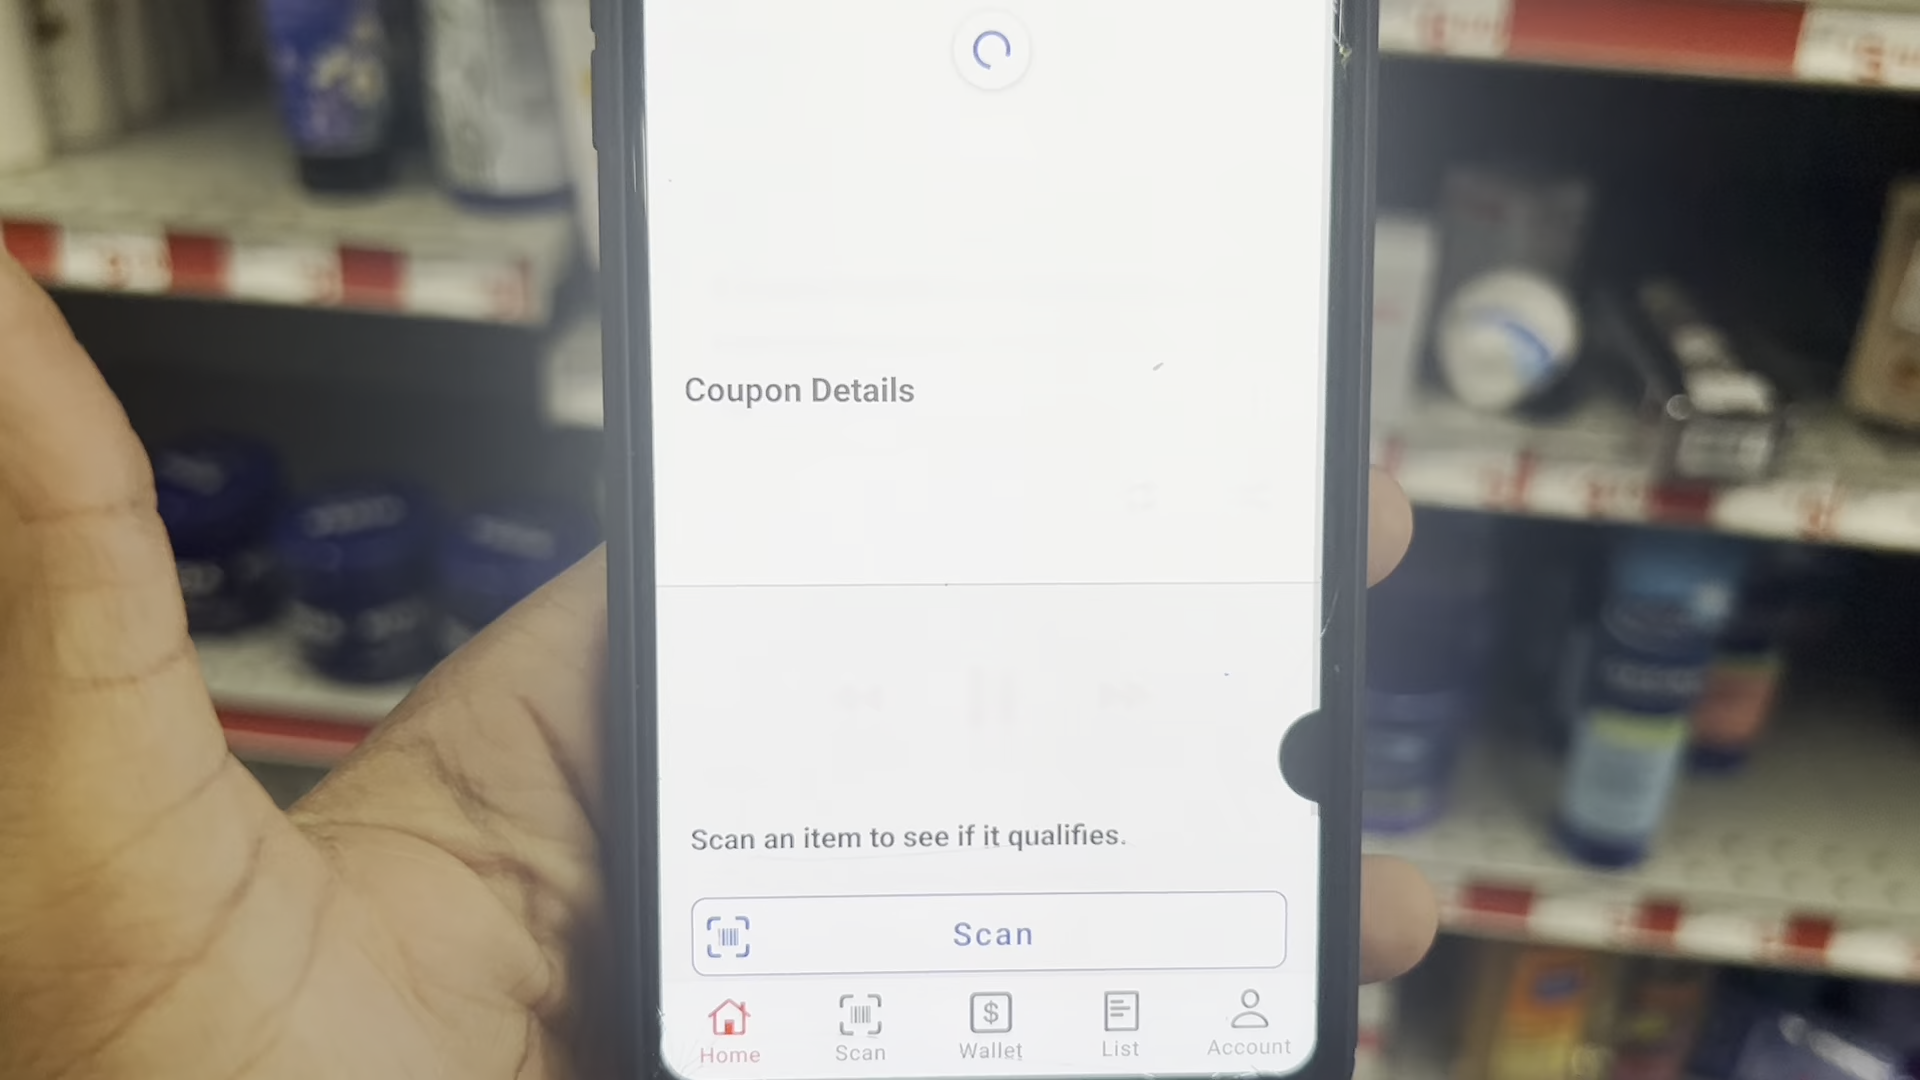 Coupon Details
Scan an item to see if it qualifies.
Scan
Home
Scan
$
Wallet
List
Account